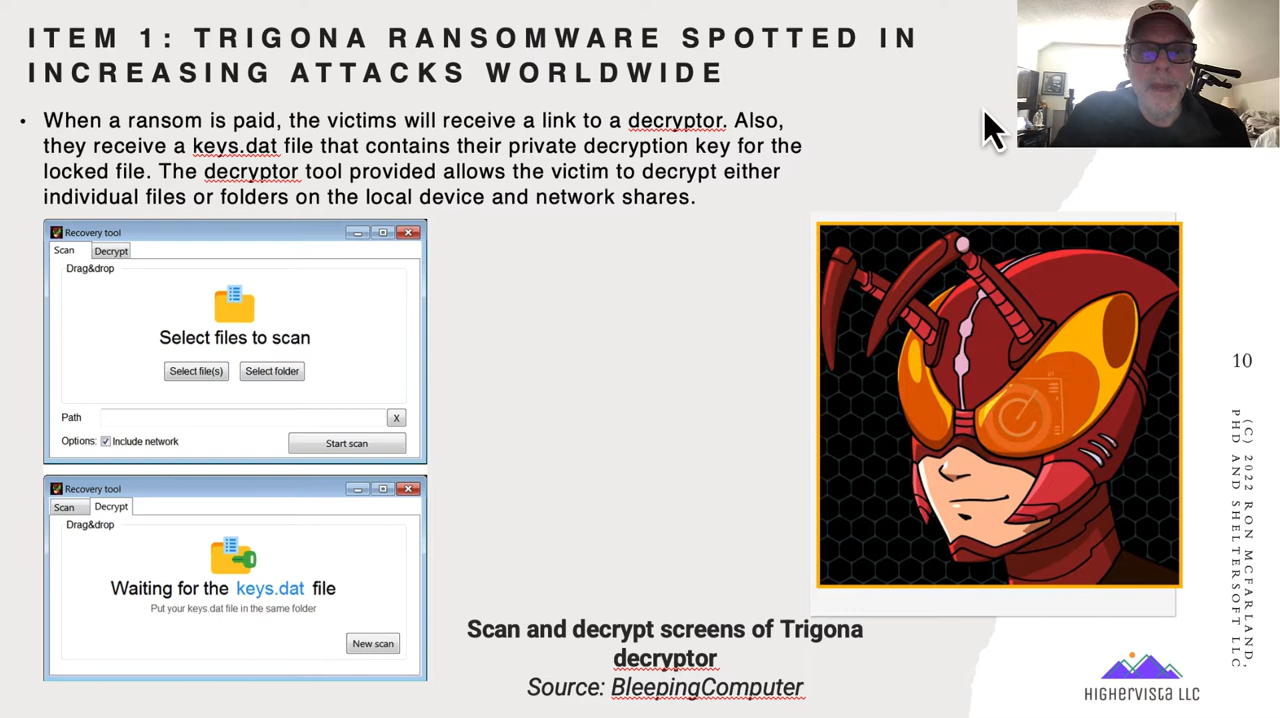 ITEM 1: TRIGONA RANSOMWARE SPOTTED IN
INCREASING ATTACKS WORLDWIDE
• When a ransom is paid, the victims will receive a link to a decryptor. Also,
they receive a keys.dat file that contains their private decryption key for the
locked file. The decryptor tool provided allows the victim to decrypt either
individual files or folders on the local device and network shares.
Recovery tool
Scan Decrypt
Drag&drop
Select files to scan
Select file(s) Select folder
Path X
Options: Include network Start scan
Recovery tool
Scan Decrypt
Drag&drop
Waiting for the keys.dat file
Put your keys.dat file in the same folder
New scan
Scan and decrypt screens of Trigona
decryptor
Source: BleepingComputer
10
(C) 2022 RON MCFARLAND,
PHD AND SHELTERSOFT LLC
HIGHERVISTA LLC